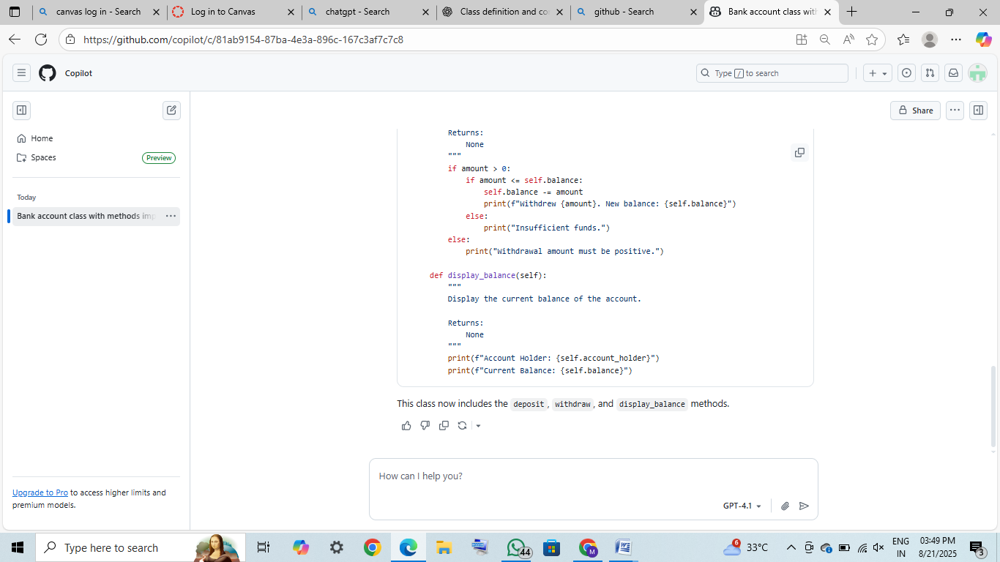 canvas log in - Search
Log in to Canvas
chatgpt - Search
Class definition and co
github - Search
Bank account class with
https://github.com/copilot/c/81ab9154-87ba-4e3a-896c-167c3af7c7c8
Copilot
Type / to search
Share
Home
Spaces
Preview
Today
Bank account class with methods imp
Returns:
None
"""
if amount > 0:
if amount <= self.balance:
self.balance -= amount
print(f"Withdrew {amount}. New balance: {self.balance}")
else:
print("Insufficient funds.")
else:
print("Withdrawal amount must be positive.")
def display_balance(self):
"""
Display the current balance of the account.
Returns:
None
"""
print(f"Account Holder: {self.account_holder}")
print(f"Current Balance: {self.balance}")
This class now includes the deposit, withdraw, and display_balance methods.
How can I help you?
GPT-4.1
Upgrade to Pro to access higher limits and
premium models.
Type here to search
44
M
6
33°C
ENG
IN
03:49 PM
8/21/2025
3